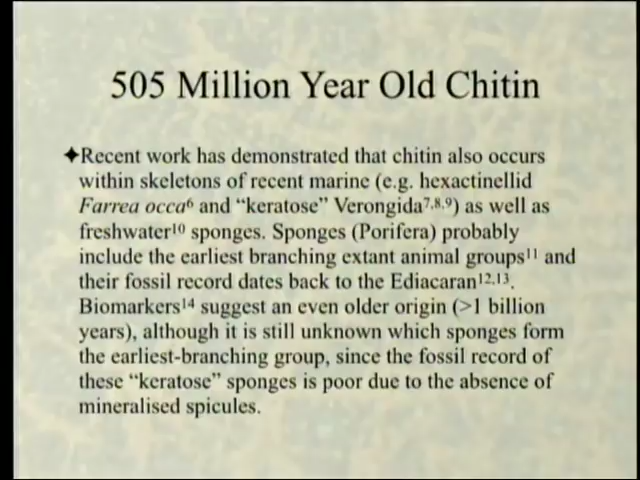 505 Million Year Old Chitin
✦Recent work has demonstrated that chitin also occurs
within skeletons of recent marine (e.g. hexactinellid
Farrea occa⁶ and “keratose” Verongida⁷,⁸,⁹) as well as
freshwater¹⁰ sponges. Sponges (Porifera) probably
include the earliest branching extant animal groups¹¹ and
their fossil record dates back to the Ediacaran¹²,¹³.
Biomarkers¹⁴ suggest an even older origin (>1 billion
years), although it is still unknown which sponges form
the earliest-branching group, since the fossil record of
these “keratose” sponges is poor due to the absence of
mineralised spicules.